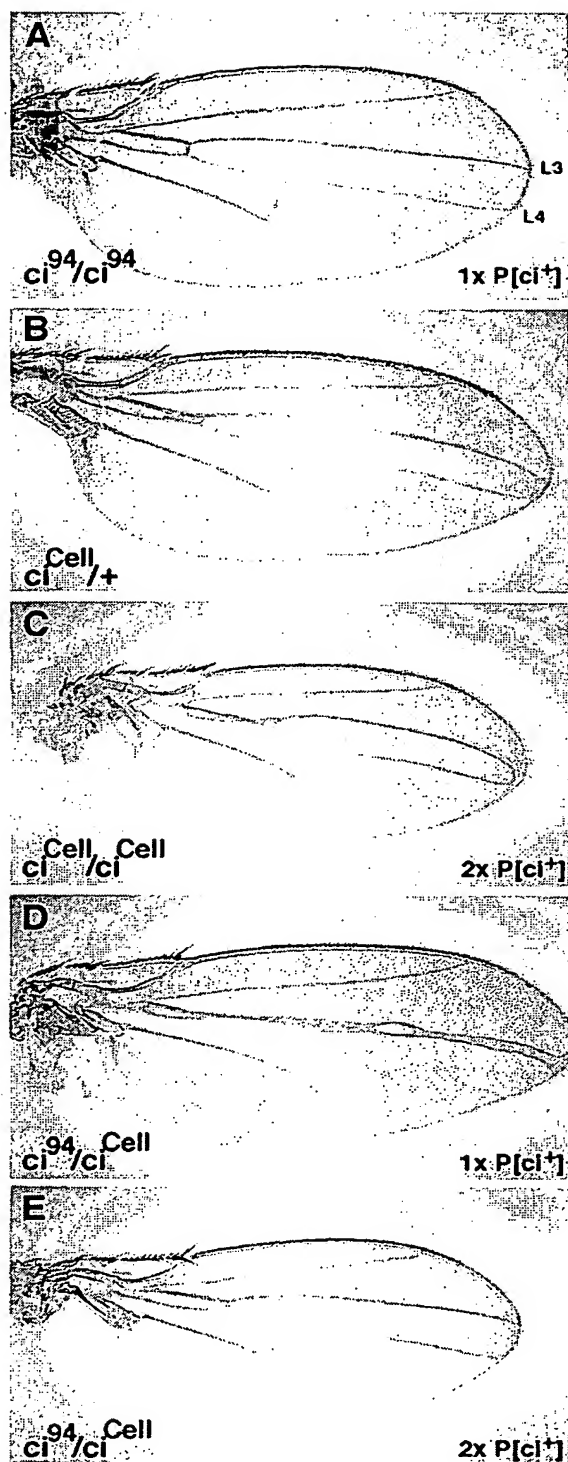 A
L3
L4
ci94/ci94 1x P[ci+]
B
ciCell/+
C
ciCell/ciCell 2x P[ci+]
D
ci94/ciCell 1x P[ci+]
E
ci94/ciCell 2x P[ci+]